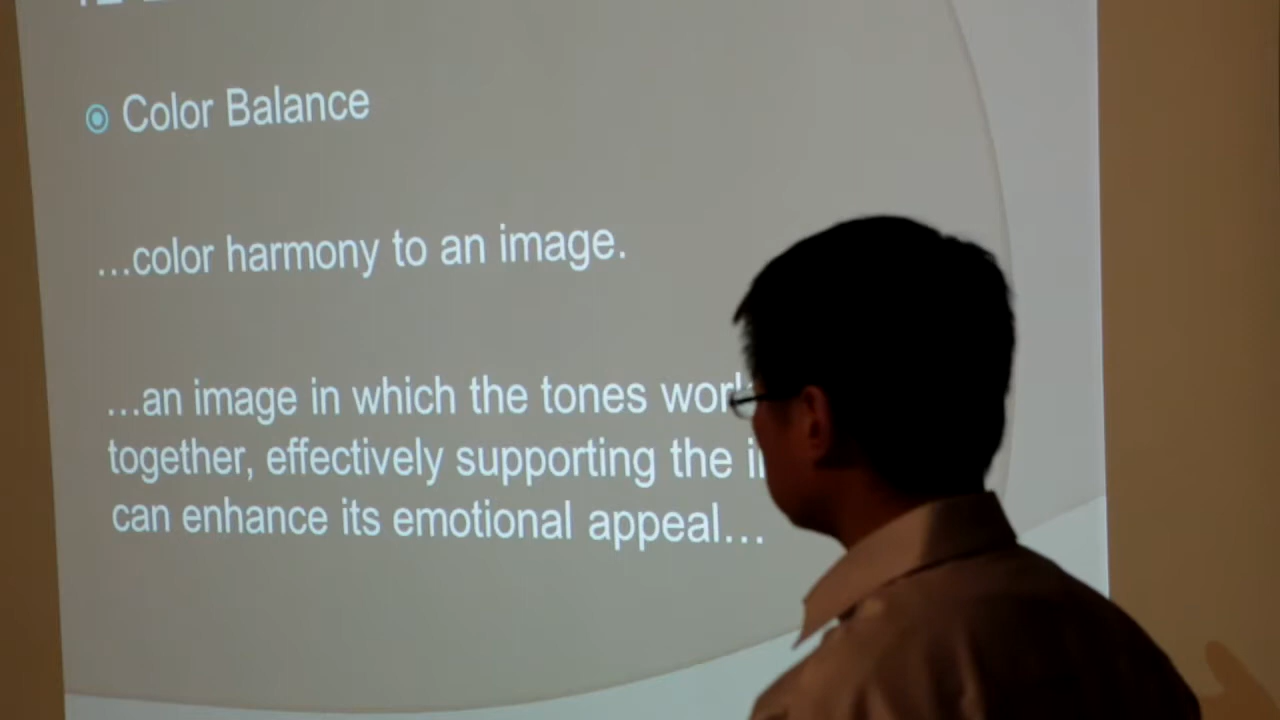 Color Balance
...color harmony to an image.
...an image in which the tones work
together, effectively supporting the
can enhance its emotional appeal...